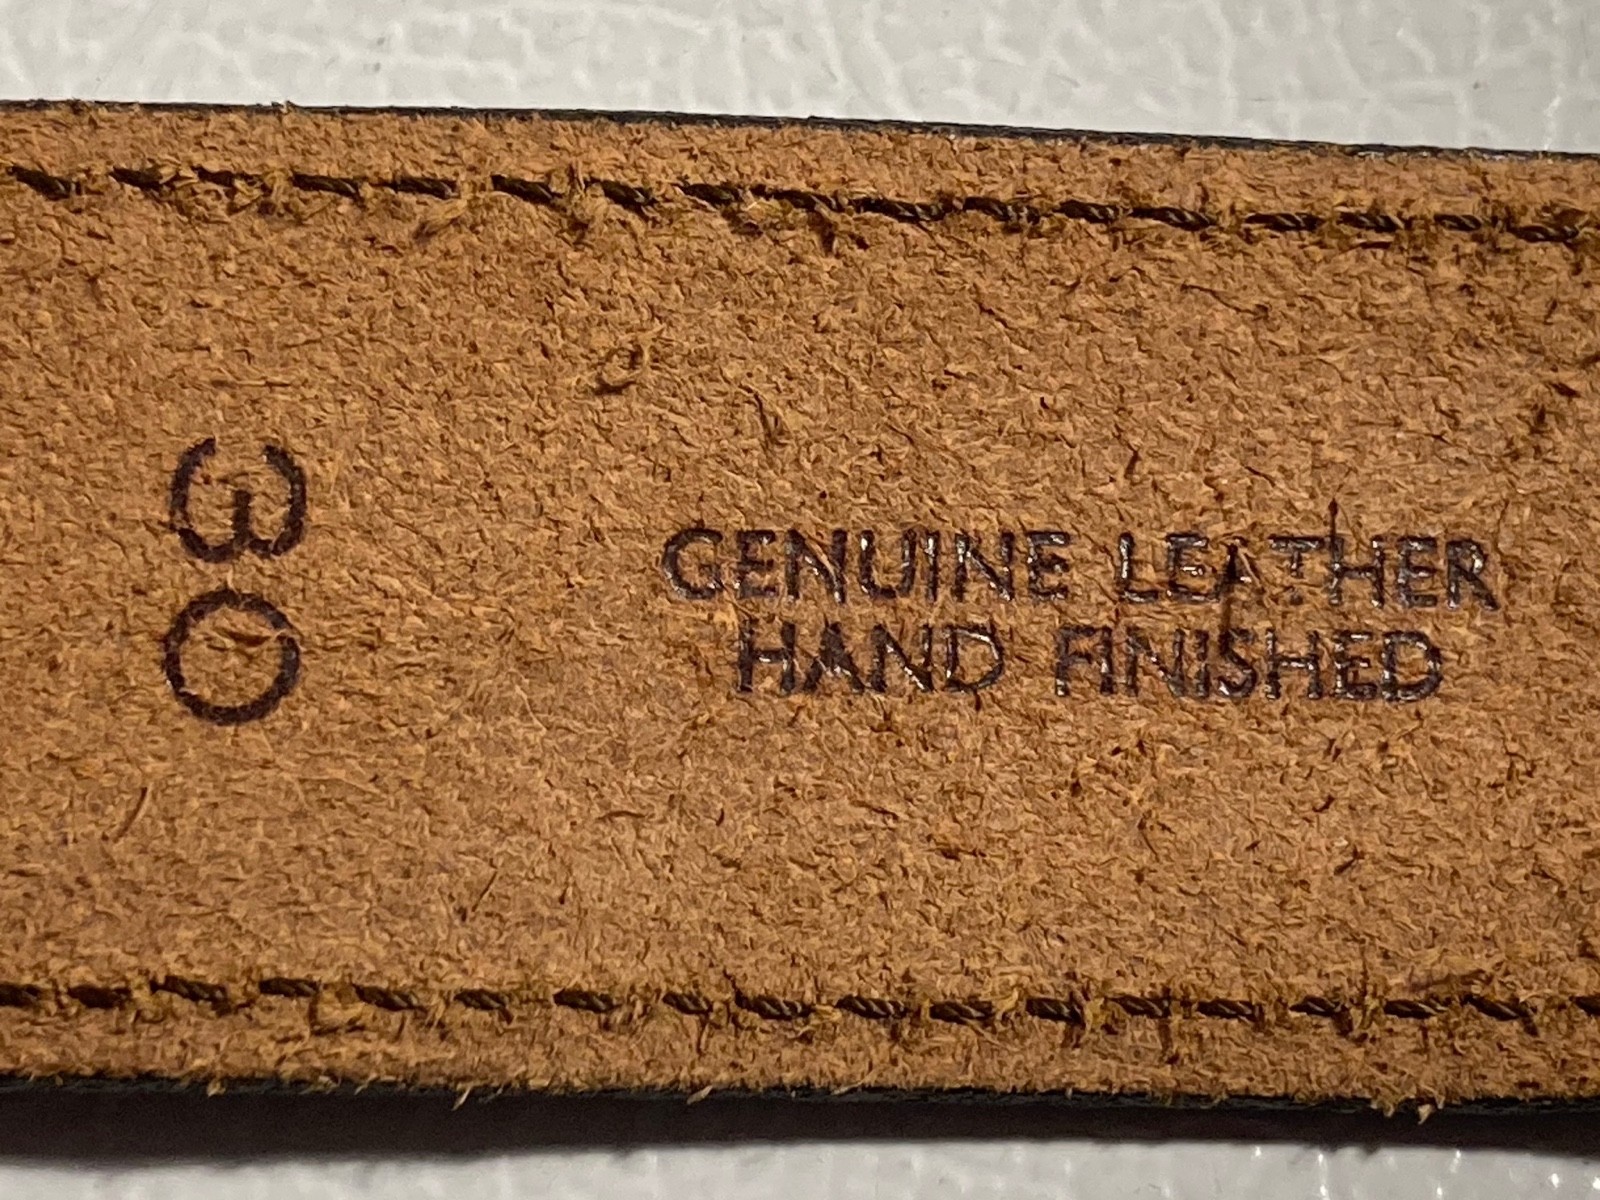 30
GENUINE LEATHER
HAND FINISHED